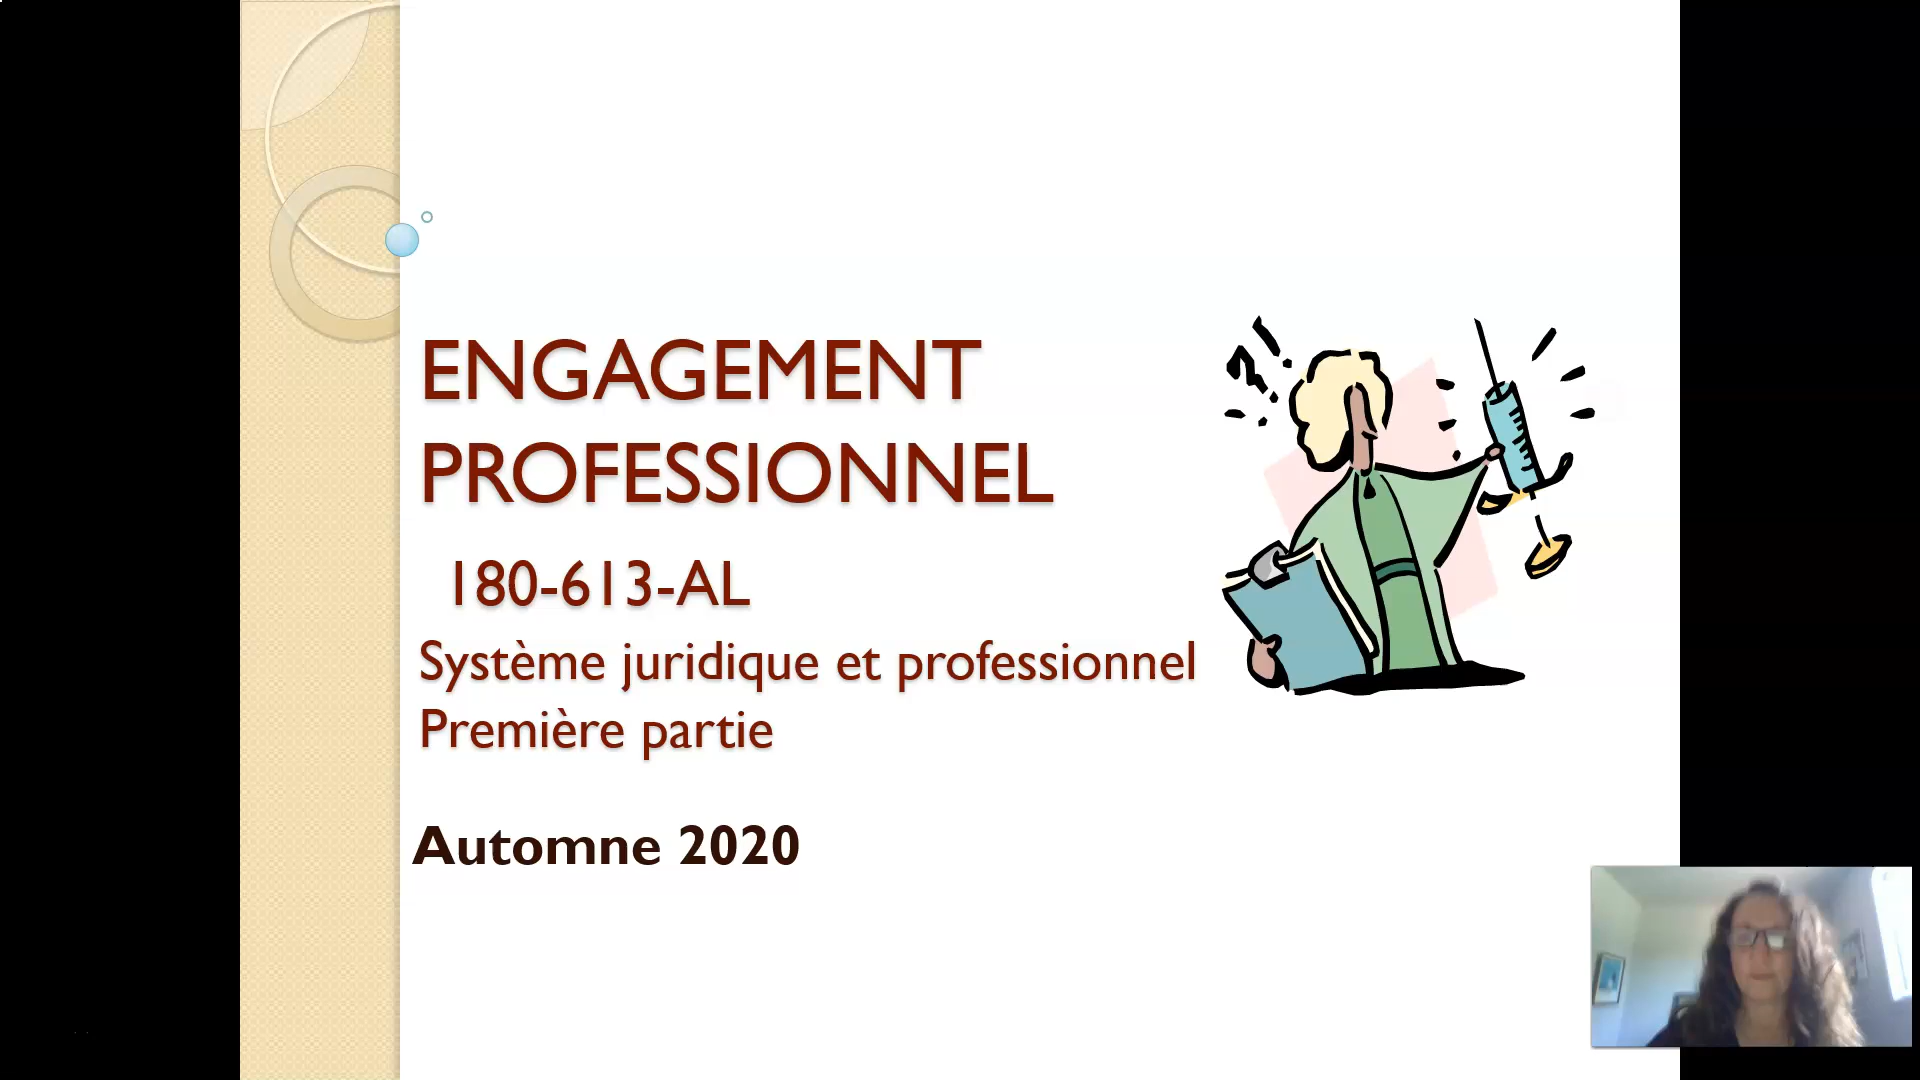 ENGAGEMENT
PROFESSIONNEL
180-613-AL
Système juridique et professionnel
Première partie
Automne 2020